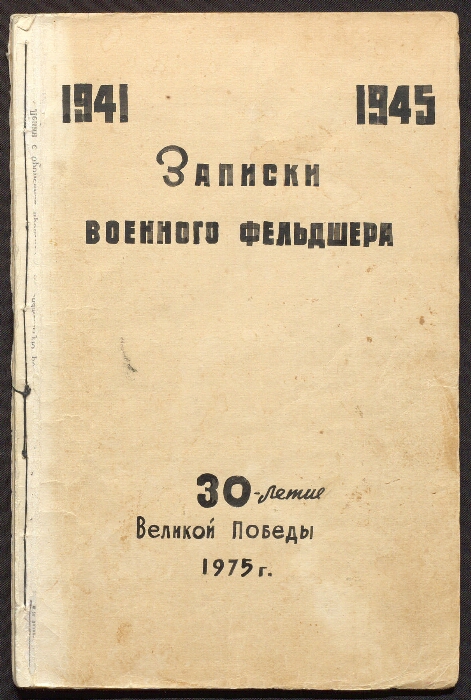 1941 1945
Записки
ВОЕННОГО ФЕЛЬДШЕРА
30-летие
Великой Победы
1975 г.